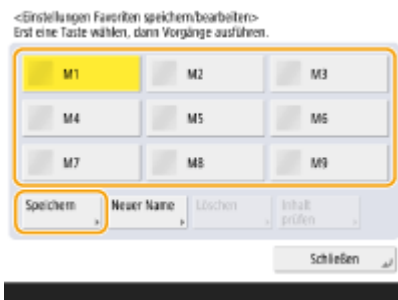 <Einstellungen Favoriten speichern/bearbeiten>
Erst eine Taste wählen, dann Vorgänge ausführen.
M1 M2 M3
M4 M5 M6
M7 M8 M9
Speichern Neuer Name Löschen Inhalt
prüfen
Schließen